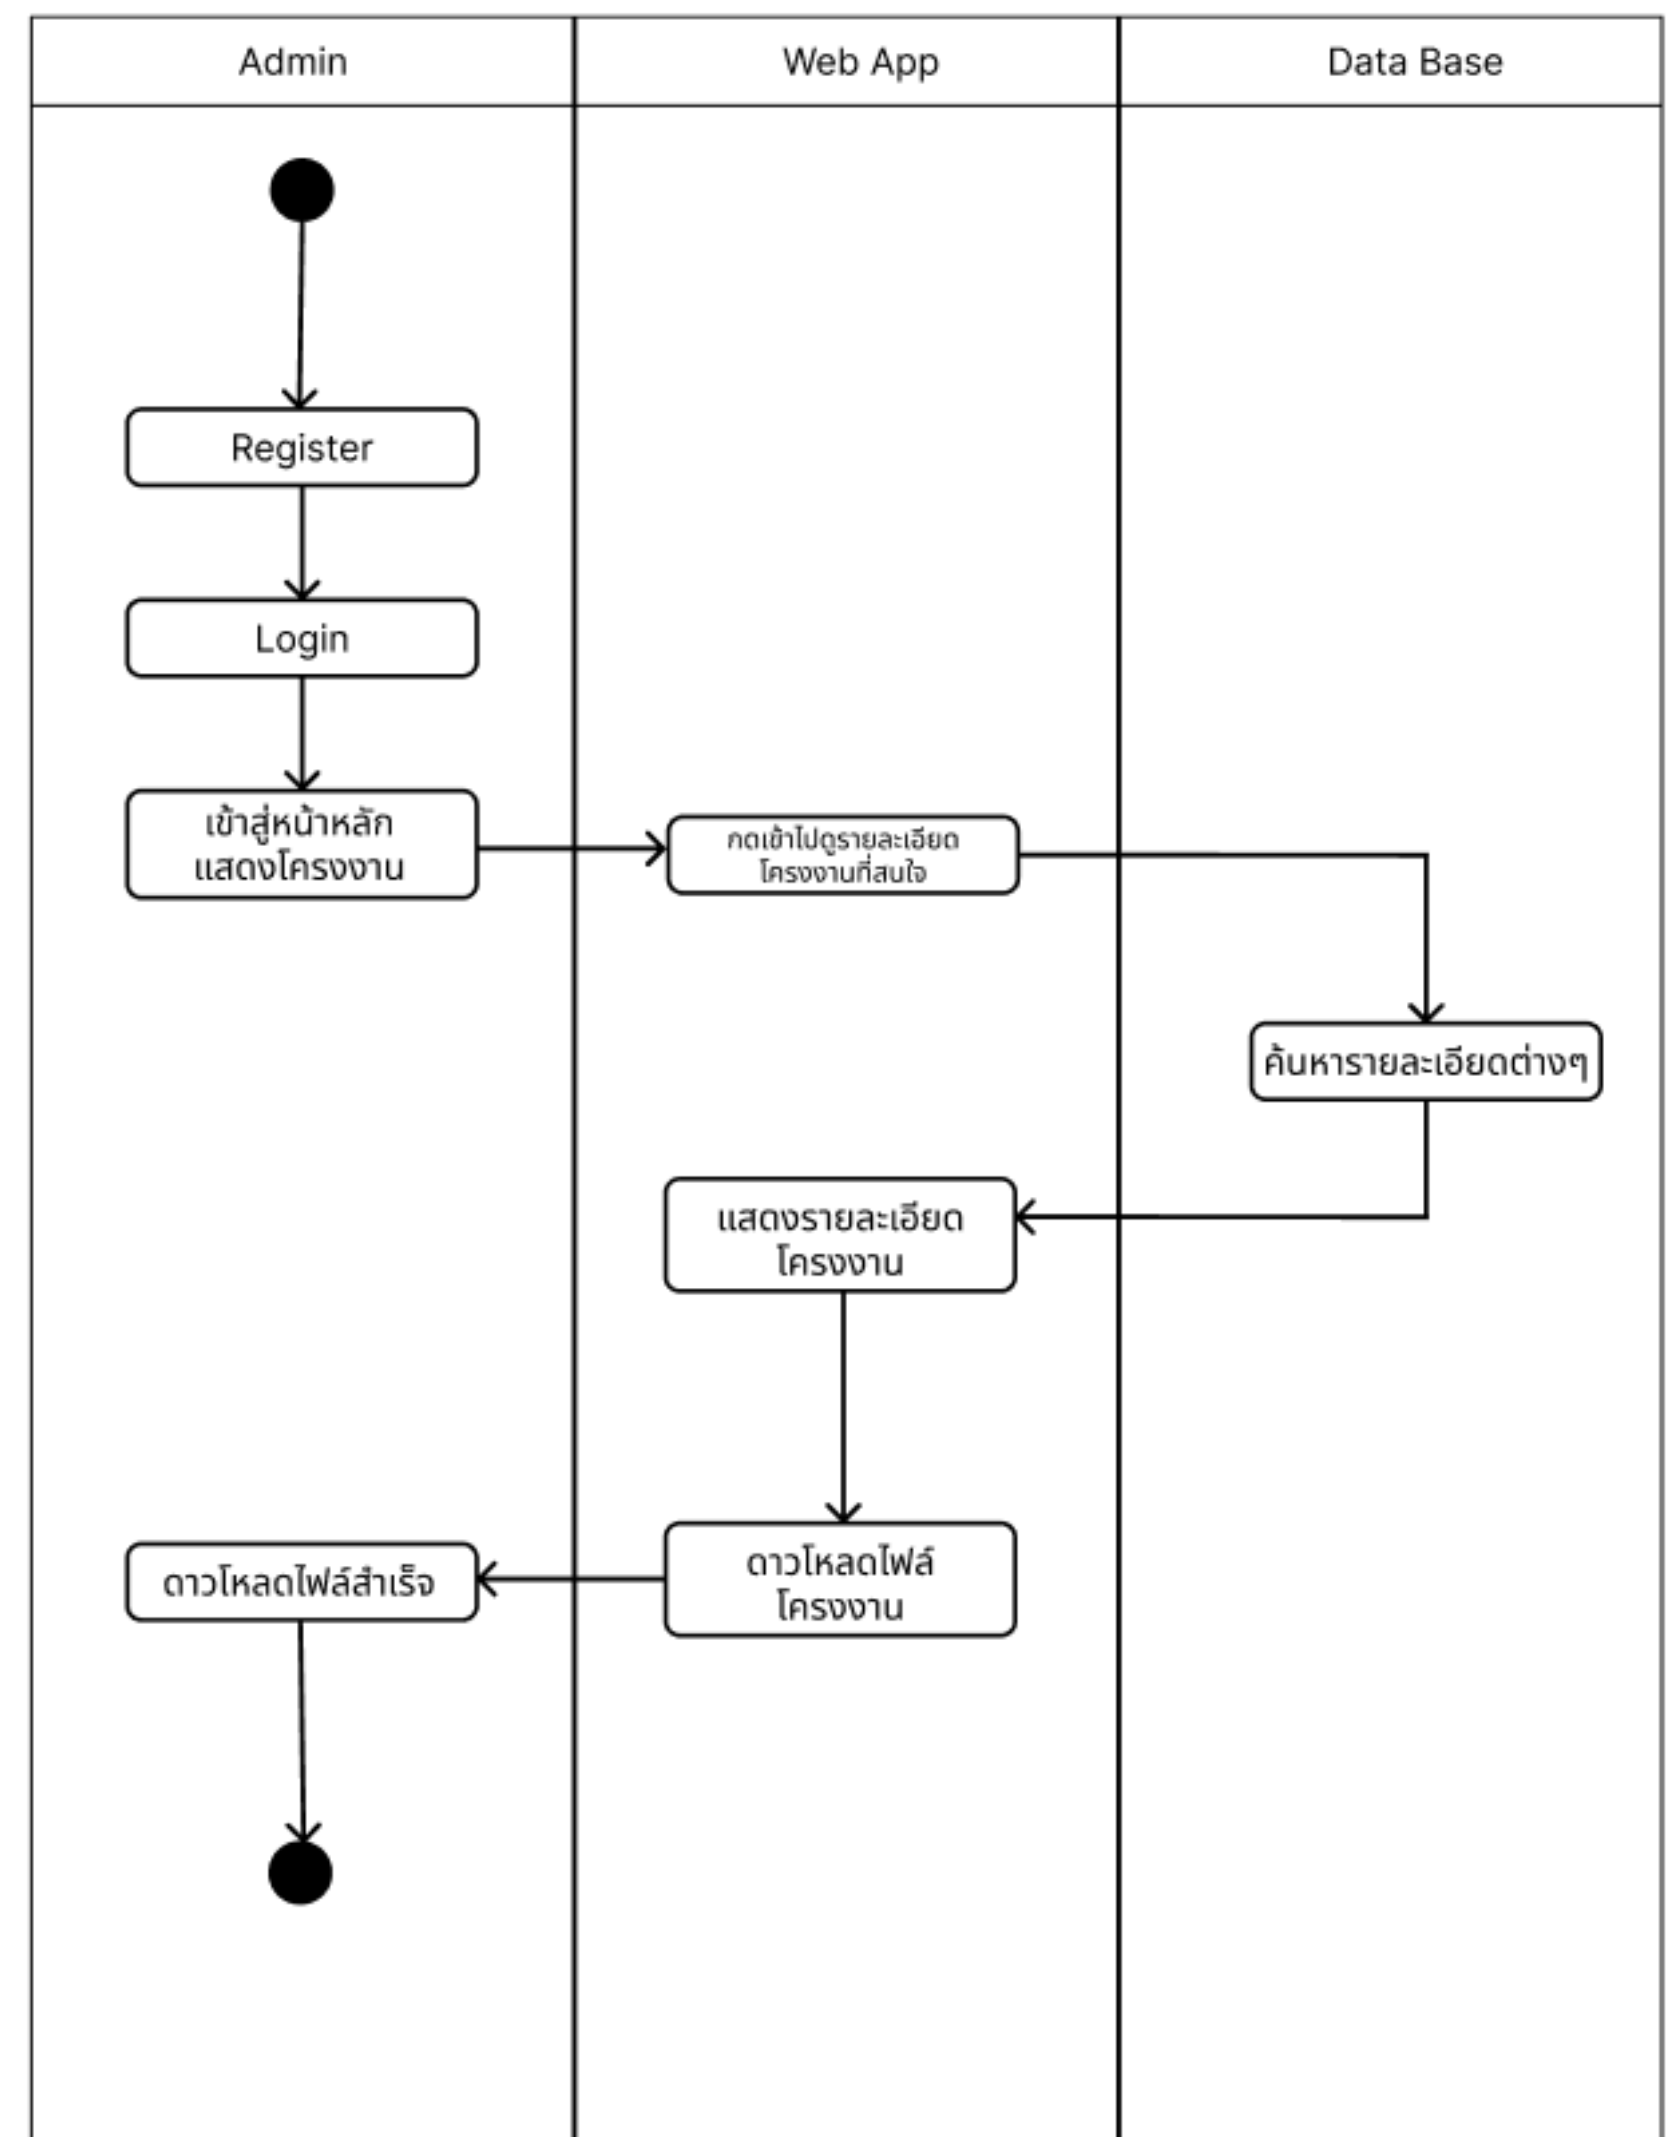 Admin
Web App
Data Base
Register
Login
เข้าสู่หน้าหลัก
แสดงโครงงาน
กดเข้าไปดูรายละเอียด
โครงงานที่สนใจ
ค้นหารายละเอียดต่างๆ
แสดงรายละเอียด
โครงงาน
ดาวโหลดไฟล์
โครงงาน
ดาวโหลดไฟล์สำเร็จ